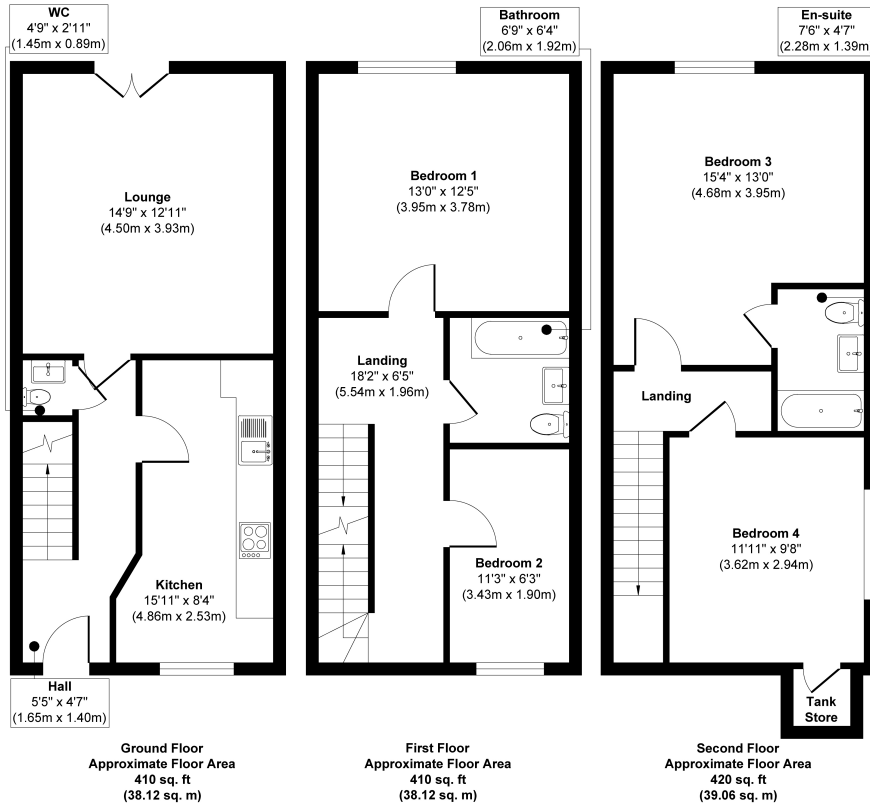 WC
4'9" x 2'11"
(1.45m x 0.89m)
Bathroom
6'9" x 6'4"
(2.06m x 1.92m)
En-suite
7'6" x 4'7"
(2.28m x 1.39m
Lounge
14'9" x 12'11"
(4.50m x 3.93m)
Bedroom 1
13'0" x 12'5"
(3.95m x 3.78m)
Bedroom 3
15'4" x 13'0"
(4.68m x 3.95m)
Landing
18'2" x 6'5"
(5.54m x 1.96m)
Landing
Kitchen
15'11" x 8'4"
(4.86m x 2.53m)
Bedroom 2
11'3" x 6'3"
(3.43m x 1.90m)
Bedroom 4
11'11" x 9'8"
(3.62m x 2.94m)
Hall
5'5" x 4'7"
(1.65m x 1.40m)
Tank
Store
Ground Floor
Approximate Floor Area
410 sq. ft
(38.12 sq. m)
First Floor
Approximate Floor Area
410 sq. ft
(38.12 sq. m)
Second Floor
Approximate Floor Area
420 sq. ft
(39.06 sq. m)